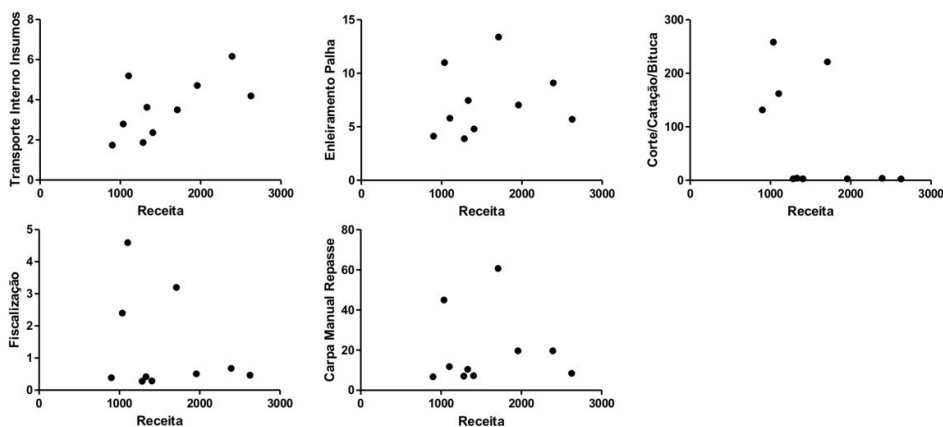 Transporte Interno Insumos
8
6
4
2
0
0 1000 2000 3000
Receita
Enleiramento Palha
15
10
5
0
0 1000 2000 3000
Receita
Corte/Catação/Bituca
300
200
100
0
0 1000 2000 3000
Receita
Fiscalização
5
4
3
2
1
0
0 1000 2000 3000
Receita
Carpa Manual Repasse
80
60
40
20
0
0 1000 2000 3000
Receita